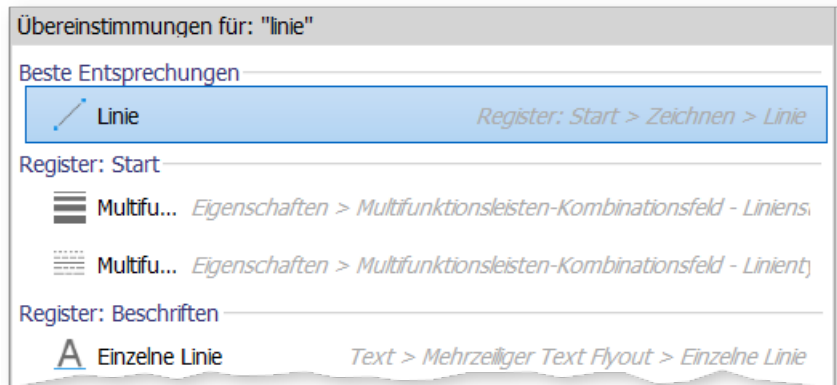 Übereinstimmungen für: "linie"
Beste Entsprechungen
Linie Register: Start > Zeichnen > Linie
Register: Start
Multifu... Eigenschaften > Multifunktionsleisten-Kombinationsfeld - Liniens
Multifu... Eigenschaften > Multifunktionsleisten-Kombinationsfeld - Linienty
Register: Beschriften
Einzelne Linie Text > Mehrzeiliger Text Flyout > Einzelne Linie